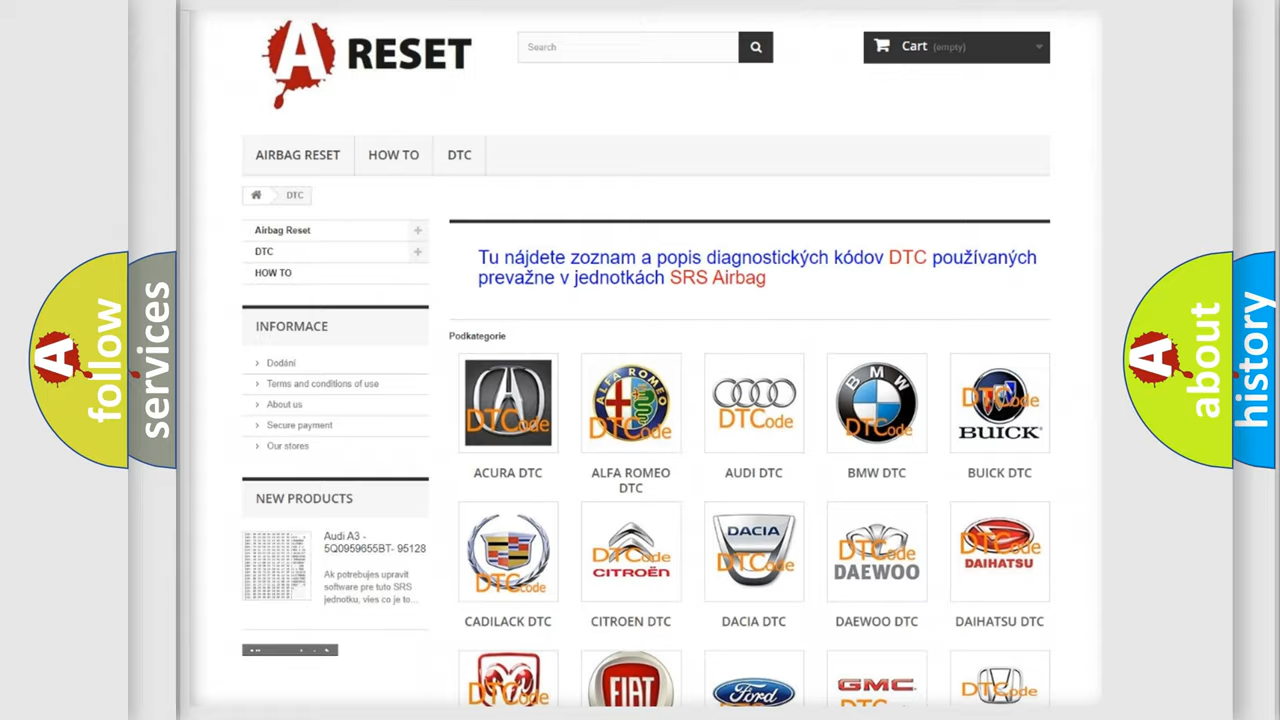 A RESET
Search
Cart (empty)
AIRBAG RESET
HOW TO
DTC
DTC
Airbag Reset
DTC
HOW TO
INFORMACE
Dodání
Terms and conditions of use
About us
Secure payment
Our stores
NEW PRODUCTS
Audi A3 -
5Q0959655BT- 95128
Ak potrebujes upravit
software pre tuto SRS
jednotku, vies co je to...
Tu nájdete zoznam a popis diagnostických kódov DTC používaných
prevažne v jednotkách SRS Airbag
Podkategorie
DTCode
ALFA ROMEO
DTCode
DTCode
BMW
DTCode
DTCode
BUICK
ACURA DTC
ALFA ROMEO
DTC
AUDI DTC
BMW DTC
BUICK DTC
DTCode
DTCode
CITROËN
DACIA
DTCode
DTCode
DAEWOO
DTCode
DAIHATSU
CADILACK DTC
CITROEN DTC
DACIA DTC
DAEWOO DTC
DAIHATSU DTC
DTCode
FIAT
Ford
GMC
DTCode
A follow
services
A about
history